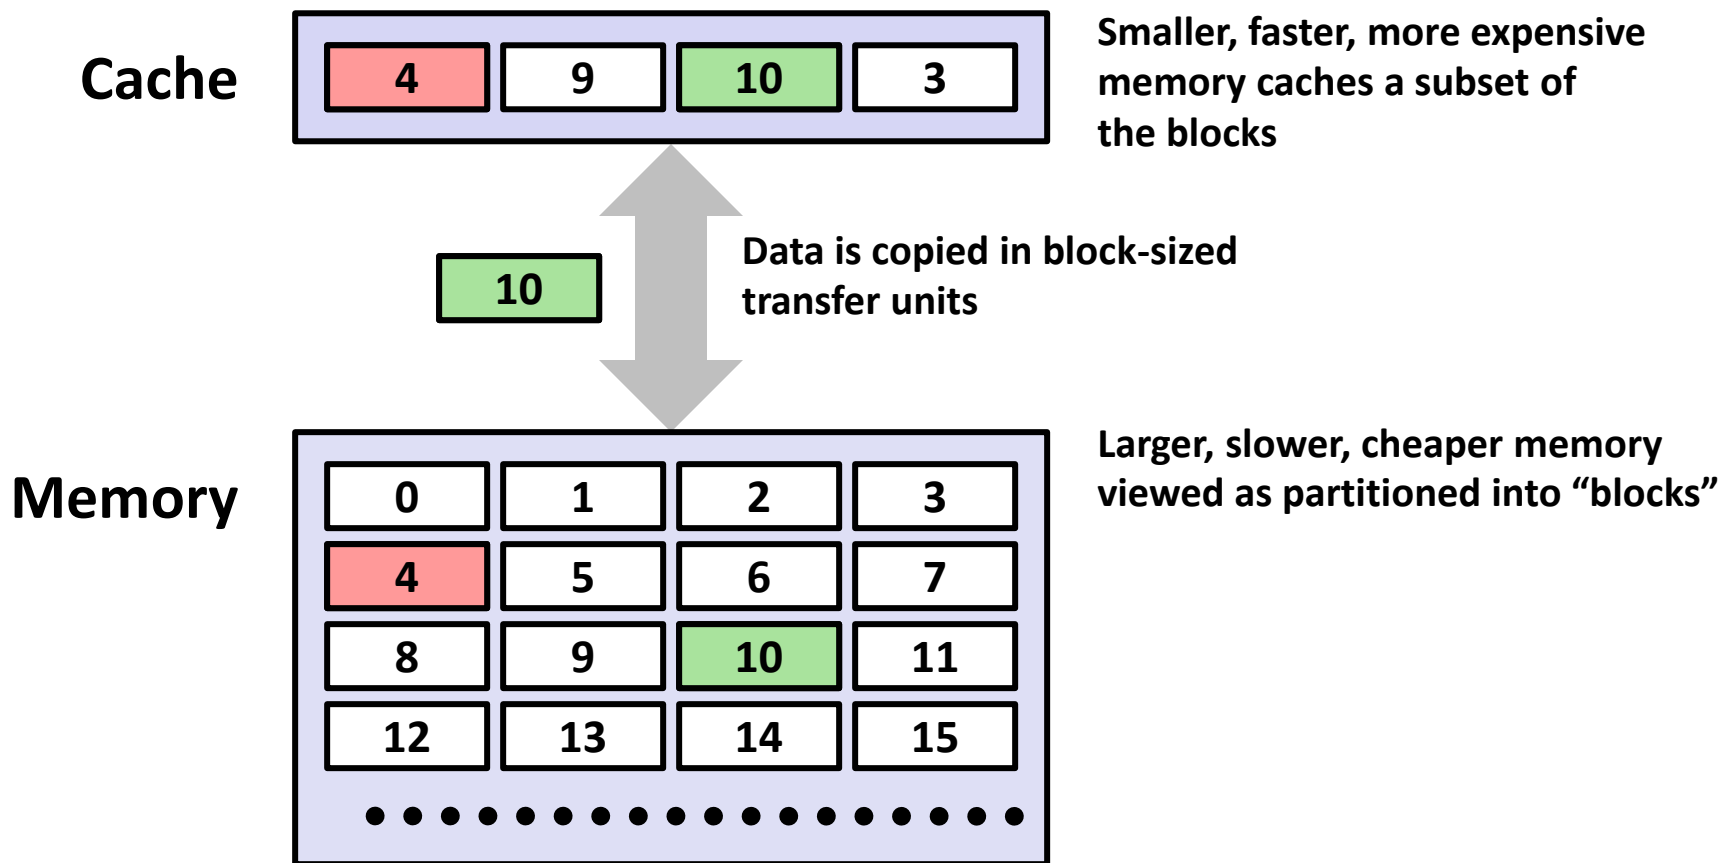 Cache
4 9 10 3
Smaller, faster, more expensive
memory caches a subset of
the blocks
10
Data is copied in block-sized
transfer units
Memory
0 1 2 3
4 5 6 7
8 9 10 11
12 13 14 15
Larger, slower, cheaper memory
viewed as partitioned into “blocks”